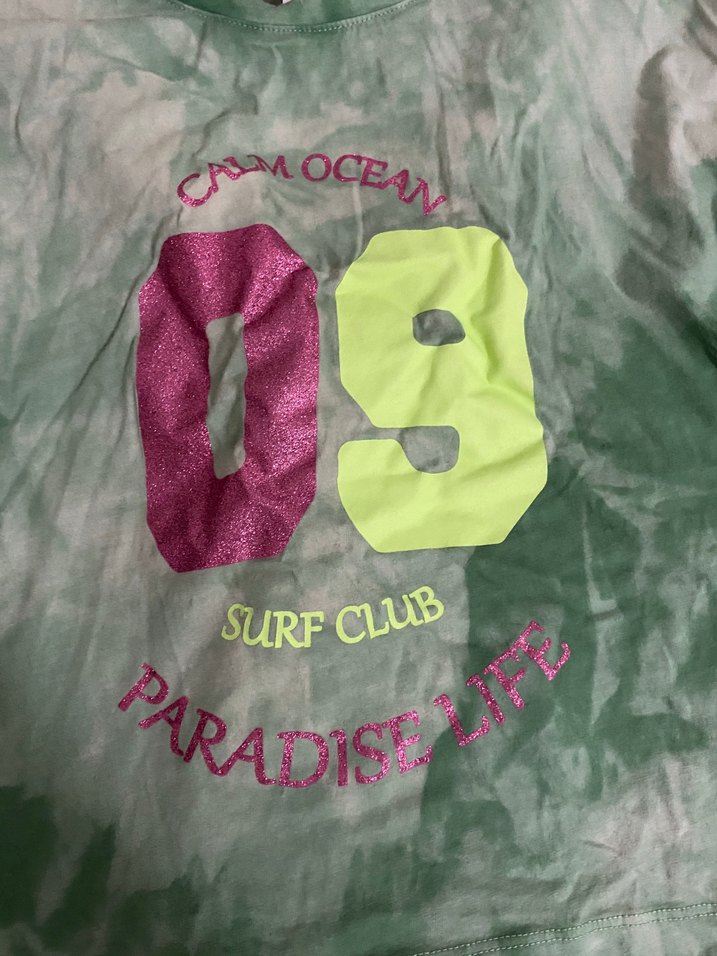 CALM OCEAN
09
SURF CLUB
PARADISE LIFE